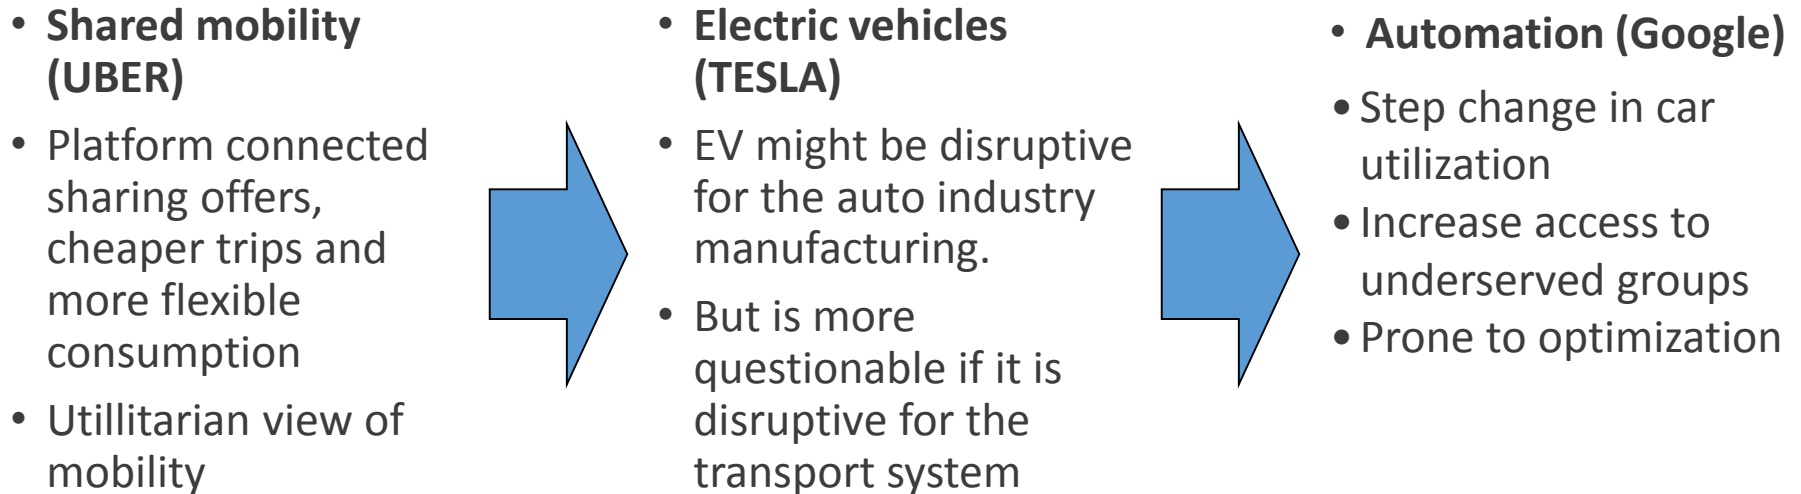 • Shared mobility
(UBER)
• Platform connected
sharing offers,
cheaper trips and
more flexible
consumption
• Utillitarian view of
mobility
• Electric vehicles
(TESLA)
• EV might be disruptive
for the auto industry
manufacturing.
• But is more
questionable if it is
disruptive for the
transport system
• Automation (Google)
• Step change in car
utilization
• Increase access to
underserved groups
• Prone to optimization